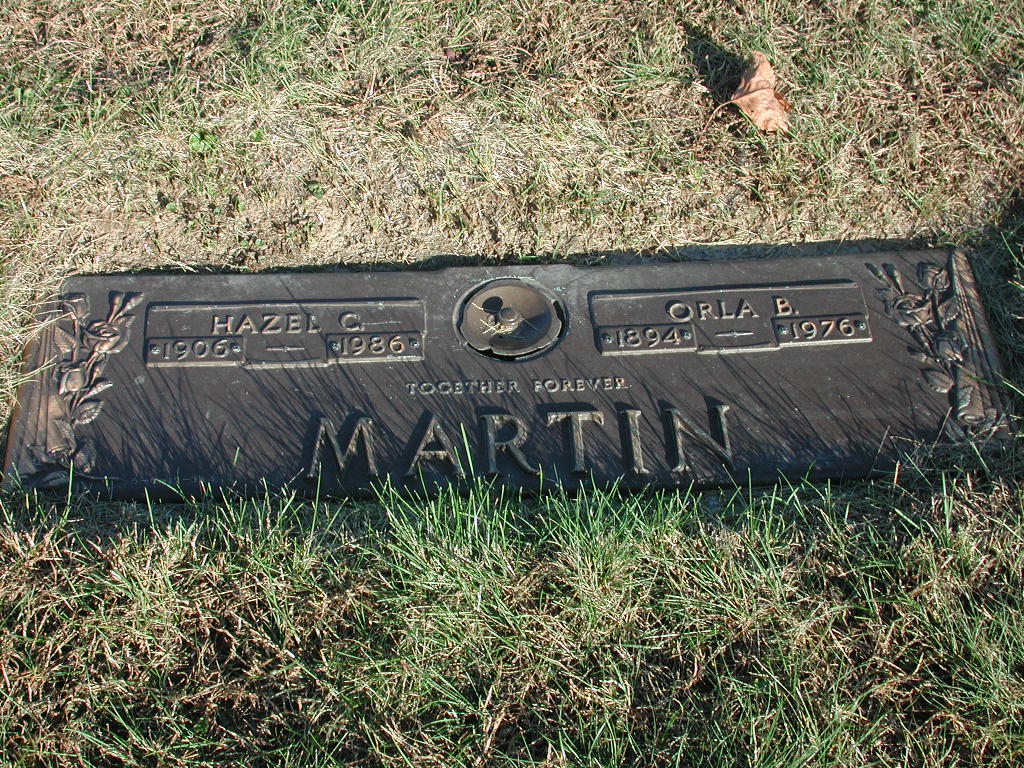 HAZEL C.
1906 — 1986
ORLA B.
1894 — 1976
TOGETHER FOREVER
MARTIN